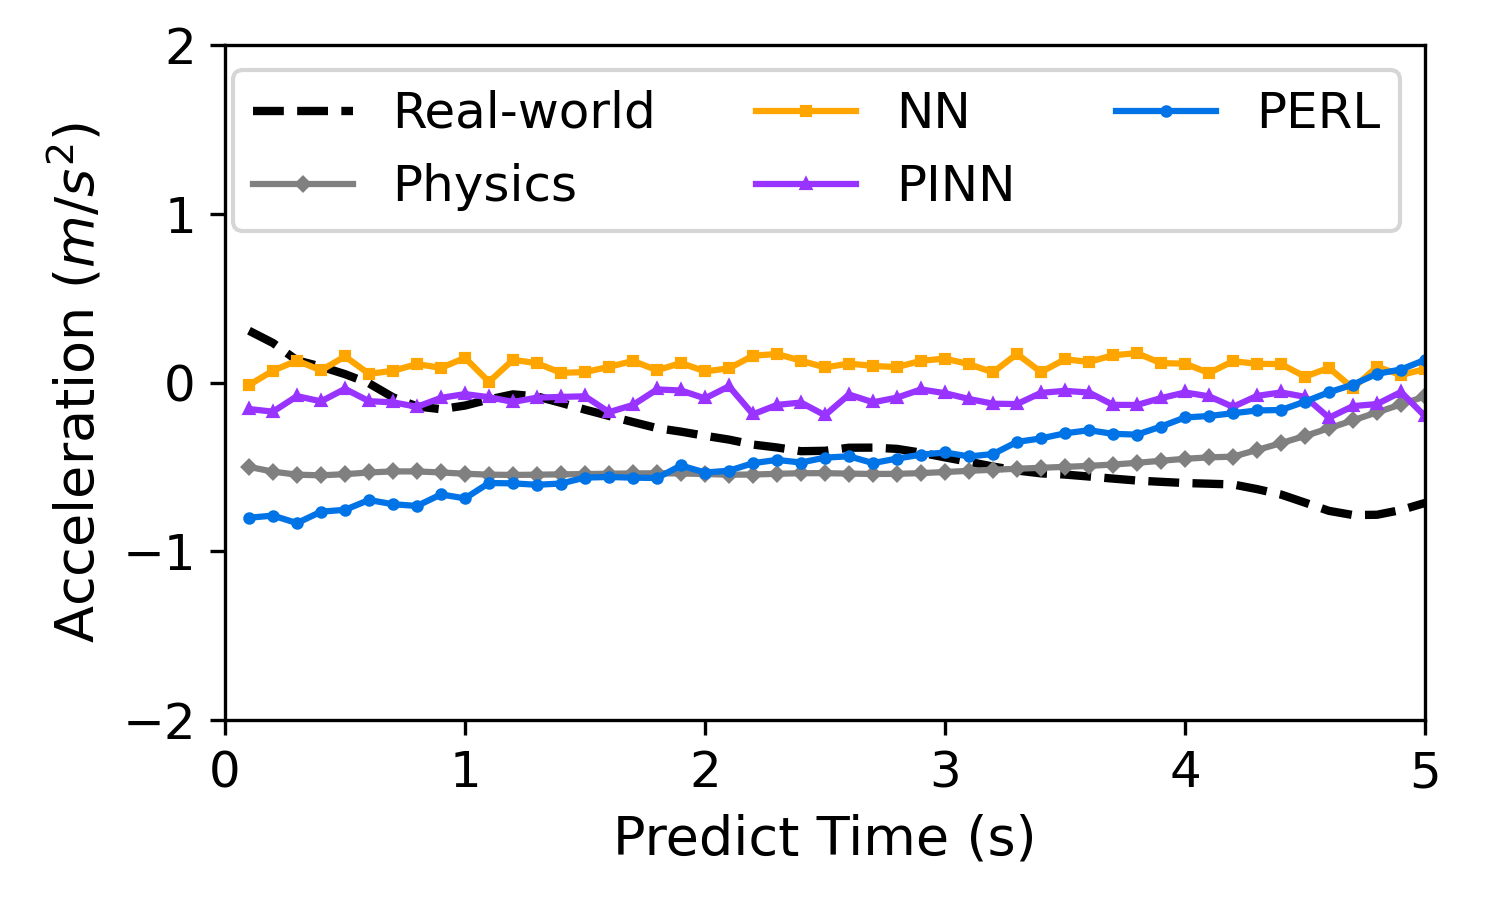 2
1
0
−1
−2
Acceleration (m/s²)
Real-world
NN
PERL
Physics
PINN
0 1 2 3 4 5
Predict Time (s)